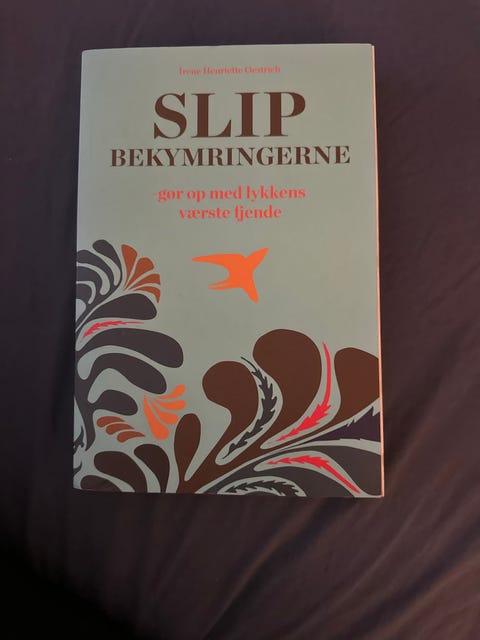 Irene Henriette Oestrich
SLIP
BEKYMRINGERNE
-gør op med lykkens
værste fjende